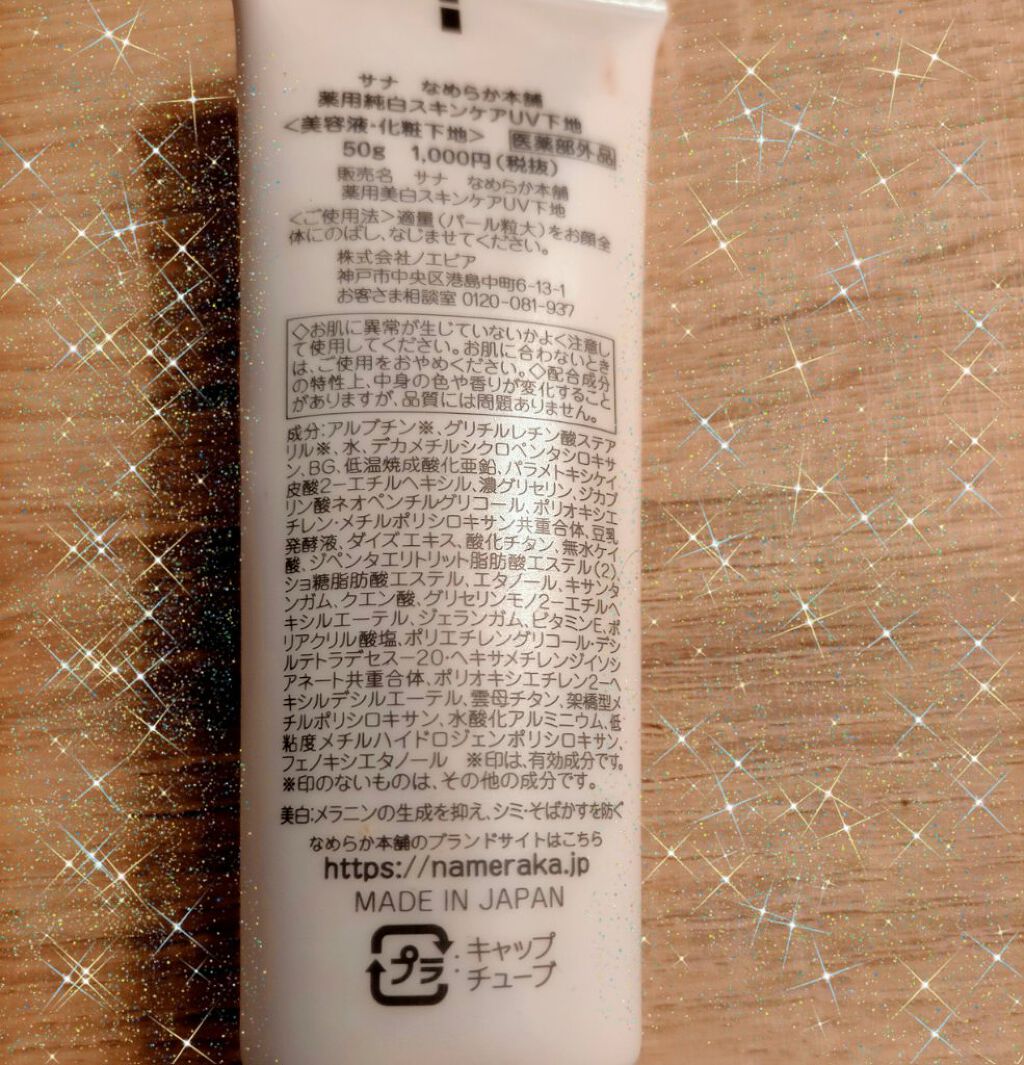 サナ なめらか本舗
薬用純白スキンケアUV下地
<美容液・化粧下地> 医薬部外品
50g 1,000円(税抜)
販売名 サナ なめらか本舗
薬用美白スキンケアUV下地
<ご使用法>適量(パール粒大)をお顔全
体にのばし、なじませてください。
株式会社ノエビア
神戸市中央区港島中町6-13-1
お客さま相談室 0120-081-937
◇お肌に異常が生じていないかよく注意し
て使用してください。お肌に合わないとき
は、ご使用をおやめください。◇配合成分
の特性上、中身の色や香りが変化すること
がありますが、品質には問題ありません。
成分:アルブチン※、グリチルレチン酸ステア
リル※、水、デカメチルシクロペンタシロキサ
ン、BG、低温焼成酸化亜鉛、パラメトキシケイ
皮酸2-エチルヘキシル、濃グリセリン、ジカプ
リン酸ネオペンチルグリコール、ポリオキシエ
チレン・メチルポリシロキサン共重合体、豆乳
発酵液、ダイズエキス、酸化チタン、無水ケイ
酸、ジペンタエリトリット脂肪酸エステル(2)、
ショ糖脂肪酸エステル、エタノール、キサンタ
ンガム、クエン酸、グリセリンモノ2-エチルヘ
キシルエーテル、ジェランガム、ビタミンE、ポ
リアクリル酸塩、ポリエチレングリコール・デシ
ルテトラデセス-20・ヘキサメチレンジイソシ
アネート共重合体、ポリオキシエチレン2-ヘ
キシルデシルエーテル、雲母チタン、架橋型メ
チルポリシロキサン、水酸化アルミニウム、低
粘度メチルハイドロジェンポリシロキサン、
フェノキシエタノール ※印は、有効成分です。
※印のないものは、その他の成分です。
美白:メラニンの生成を抑え、シミ・そばかすを防ぐ
なめらか本舗のブランドサイトはこちら
https://nameraka.jp
MADE IN JAPAN
プラ:キャップ
チューブ